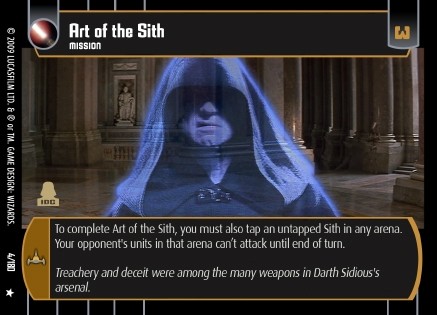 Art of the Sith
MISSION
To complete Art of the Sith, you must also tap an untapped Sith in any arena.
Your opponent's units in that arena can't attack until end of turn.
Treachery and deceit were among the many weapons in Darth Sidious's
arsenal.
© 2009 LUCASFILM LTD. & ® or TM. GAME DESIGN: WIZARDS.
4/180